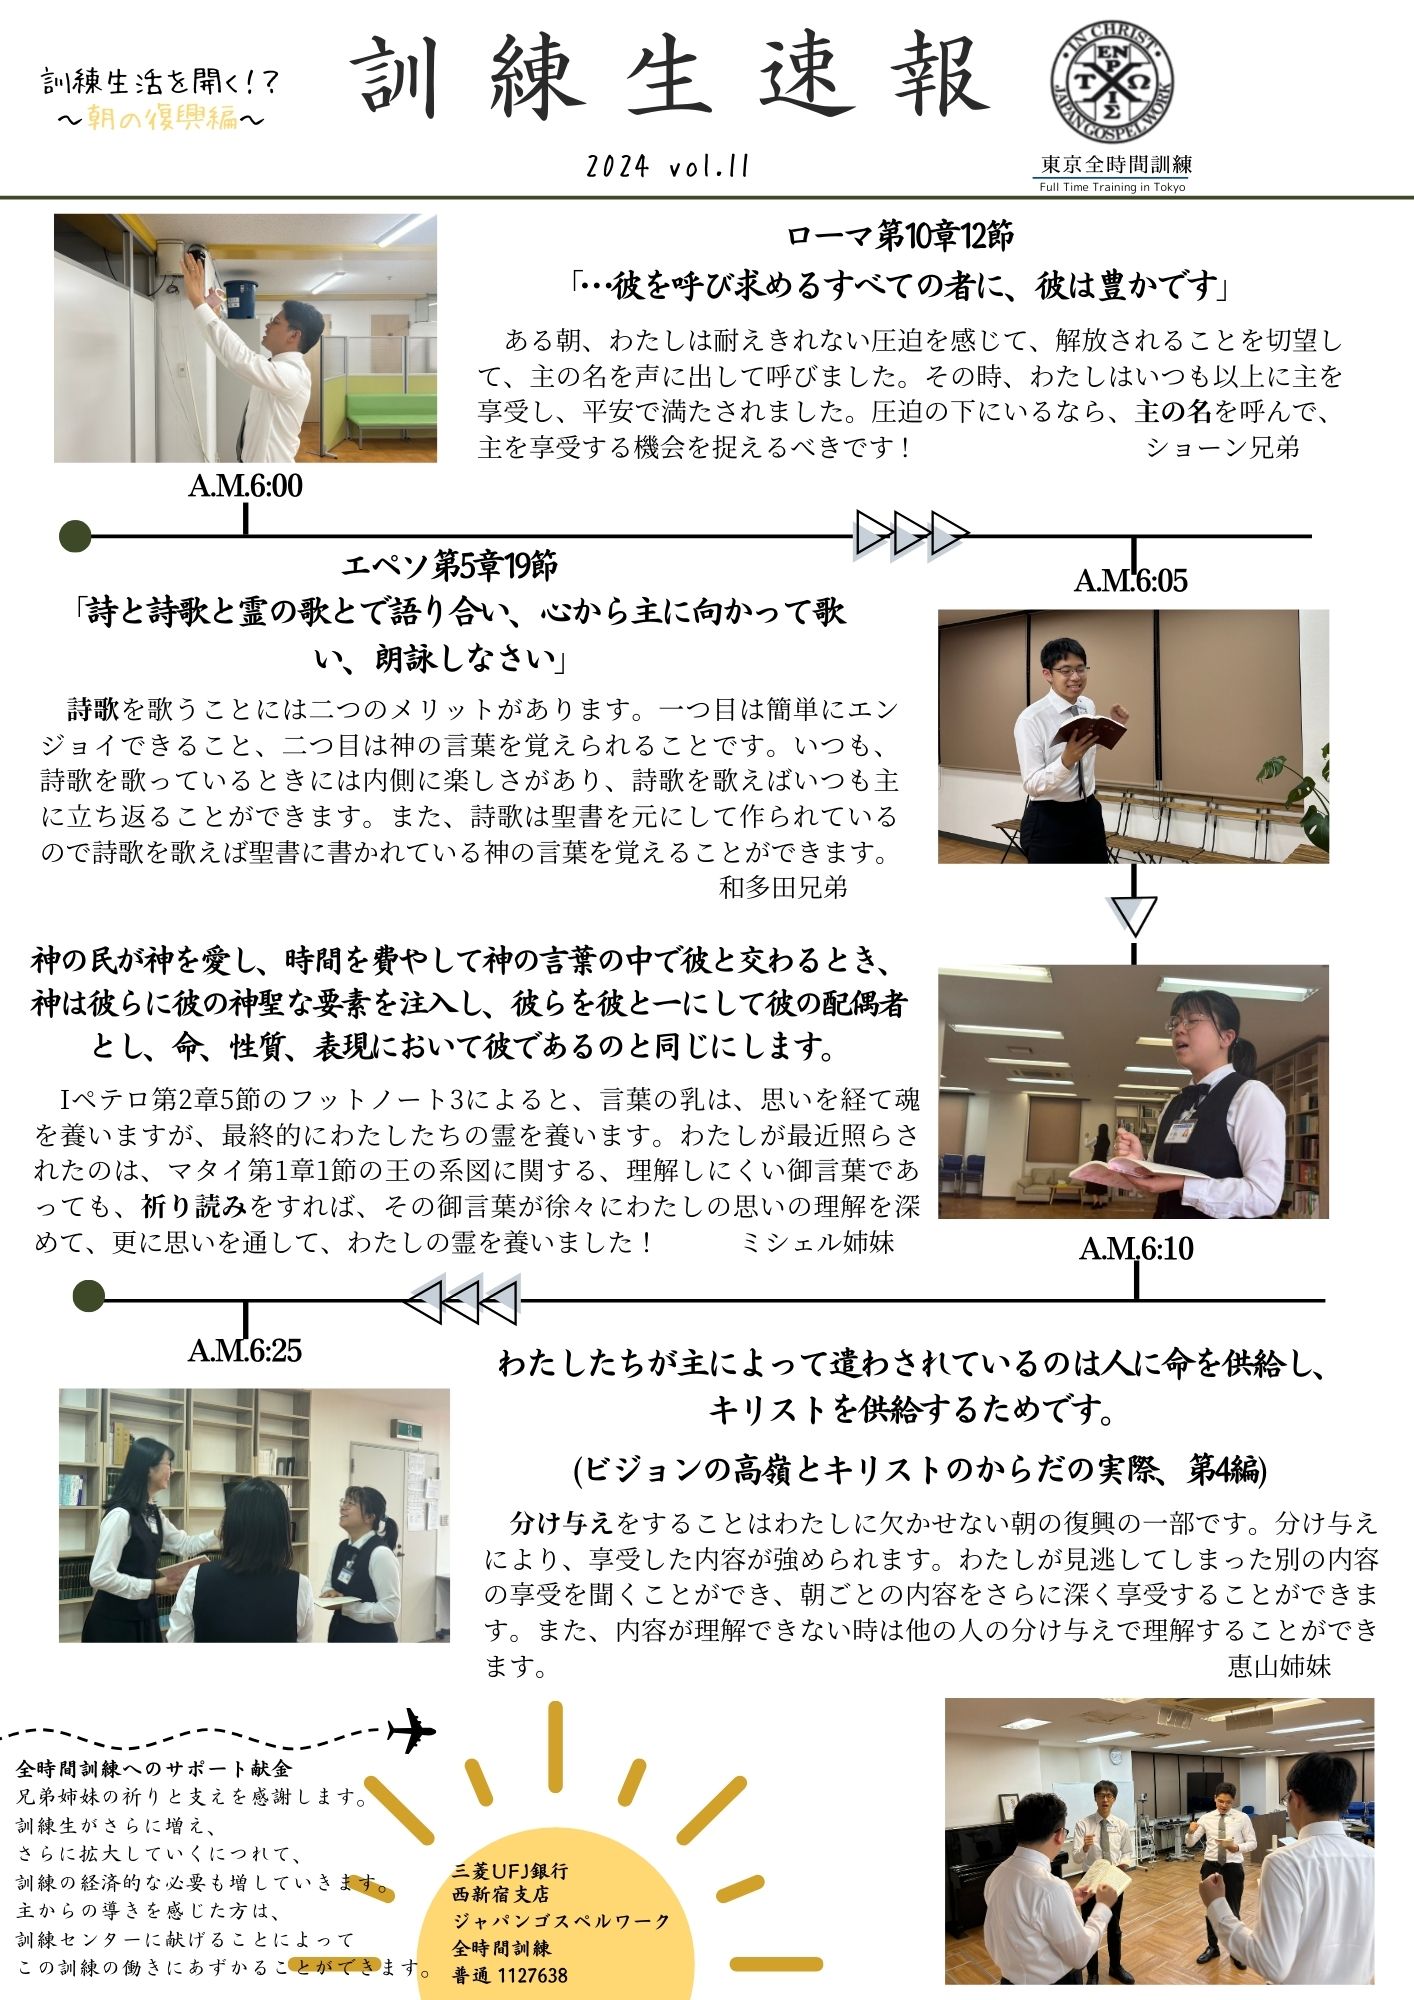 訓練生活を開く!?
～朝の復興編～
訓練生速報
2024 vol.11
IN CHRIST
JAPAN GOSPEL WORK
東京全時間訓練
Full Time Training in Tokyo
ローマ第10章12節
「…彼を呼び求めるすべての者に、彼は豊かです」
ある朝、わたしは耐えきれない圧迫を感じて、解放されることを切望し
て、主の名を声に出して呼びました。その時、わたしはいつも以上に主を
享受し、平安で満たされました。圧迫の下にいるなら、主の名を呼んで、
主を享受する機会を捉えるべきです！ ショーン兄弟
A.M.6:00
A.M.6:05
エペソ第5章19節
「詩と詩歌と霊の歌とで語り合い、心から主に向かって歌
い、朗詠しなさい」
詩歌を歌うことには二つのメリットがあります。一つ目は簡単にエン
ジョイできること、二つ目は神の言葉を覚えられることです。いつも、
詩歌を歌っているときには内側に楽しさがあり、詩歌を歌えばいつも主
に立ち返ることができます。また、詩歌は聖書を元にして作られている
ので詩歌を歌えば聖書に書かれている神の言葉を覚えることができます。
和多田兄弟
神の民が神を愛し、時間を費やして神の言葉の中で彼と交わるとき、
神は彼らに彼の神聖な要素を注入し、彼らを彼と一にして彼の配偶者
とし、命、性質、表現において彼であるのと同じにします。
Iペテロ第2章5節のフットノート3によると、言葉の乳は、思いを経て魂
を養いますが、最終的にわたしたちの霊を養います。わたしが最近照らさ
れたのは、マタイ第1章1節の王の系図に関する、理解しにくい御言葉であ
っても、祈り読みをすれば、その御言葉が徐々にわたしの思いの理解を深
めて、更に思いを通して、わたしの霊を養いました！ ミシェル姉妹
A.M.6:10
A.M.6:25
わたしたちが主によって遣わされているのは人に命を供給し、
キリストを供給するためです。
(ビジョンの高嶺とキリストのからだの実際、第4編)
分け与えをすることはわたしに欠かせない朝の復興の一部です。分け与え
により、享受した内容が強められます。わたしが見逃してしまった別の内容
の享受を聞くことができ、朝ごとの内容をさらに深く享受することができま
す。また、内容が理解できない時は他の人の分け与えで理解することができ
ます。 恵山姉妹
全時間訓練へのサポート献金
兄弟姉妹の祈りと支えを感謝します。
訓練生がさらに増え、
さらに拡大していくにつれて、
訓練の経済的な必要も増していきます。
主からの導きを感じた方は、
訓練センターに献げることによって
この訓練の働きにあずかることができます。
三菱UFJ銀行
西新宿支店
ジャパンゴスペルワーク
全時間訓練
普通 1127638